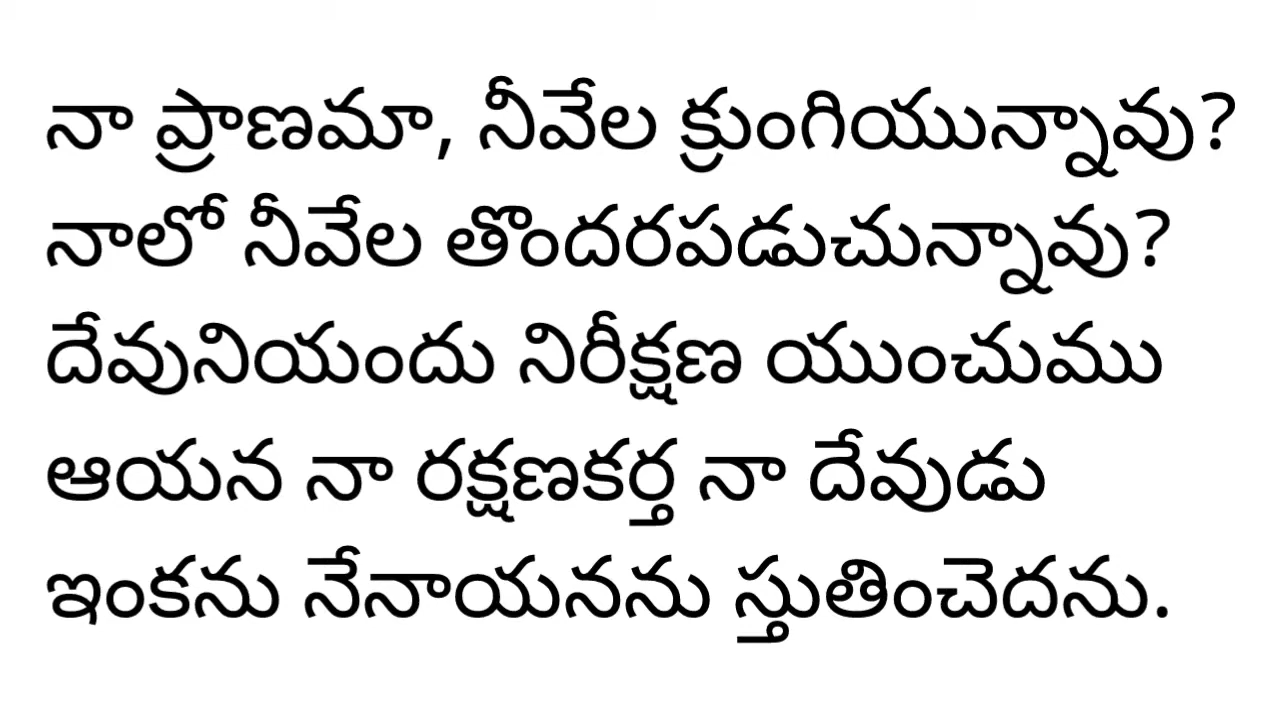 నా ప్రాణమా, నీవేల క్రుంగియున్నావు?
నాలో నీవేల తొందరపడుచున్నావు?
దేవునియందు నిరీక్షణ యుంచుము
ఆయన నా రక్షణకర్త నా దేవుడు
ఇంకను నేనాయనను స్తుతించెదను.